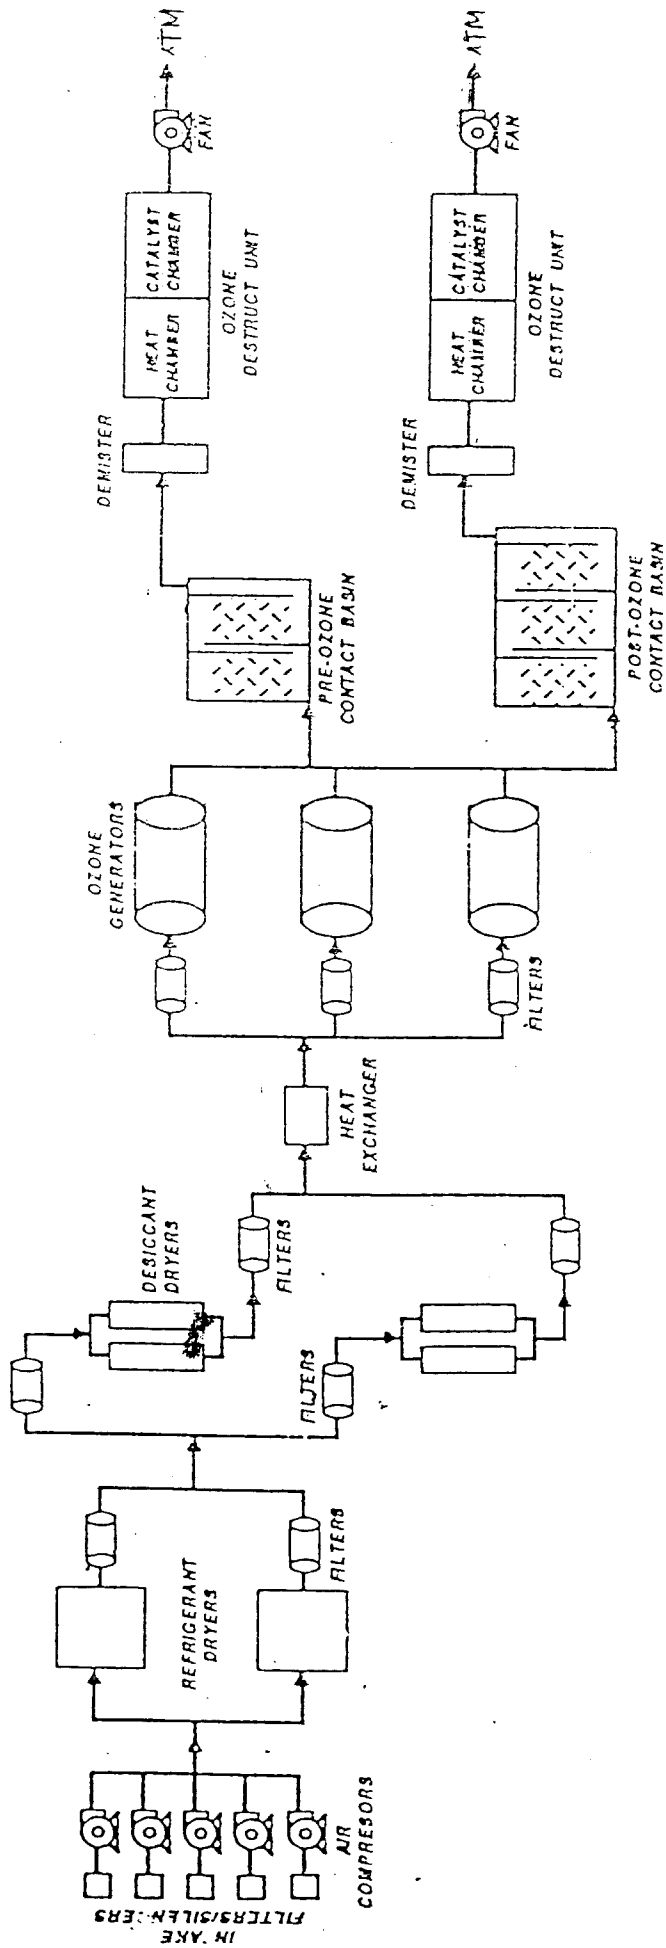 INTAKE
FILTERS/SILENCERS
AIR
COMPRESORS
REFRIGERANT
DRYERS
FILTERS
FILTERS
DESICCANT
DRYERS
FILTERS
HEAT
EXCHANGER
FILTERS
OZONE
GENERATORS
PRE-OZONE
CONTACT BASIN
POST-OZONE
CONTACT BASIN
DEMISTER
HEAT
CHAMBER
CATALYST
CHAMBER
OZONE
DESTRUCT UNIT
FAN
ATM
DEMISTER
HEAT
CHAMBER
CATALYST
CHAMBER
OZONE
DESTRUCT UNIT
FAN
ATM